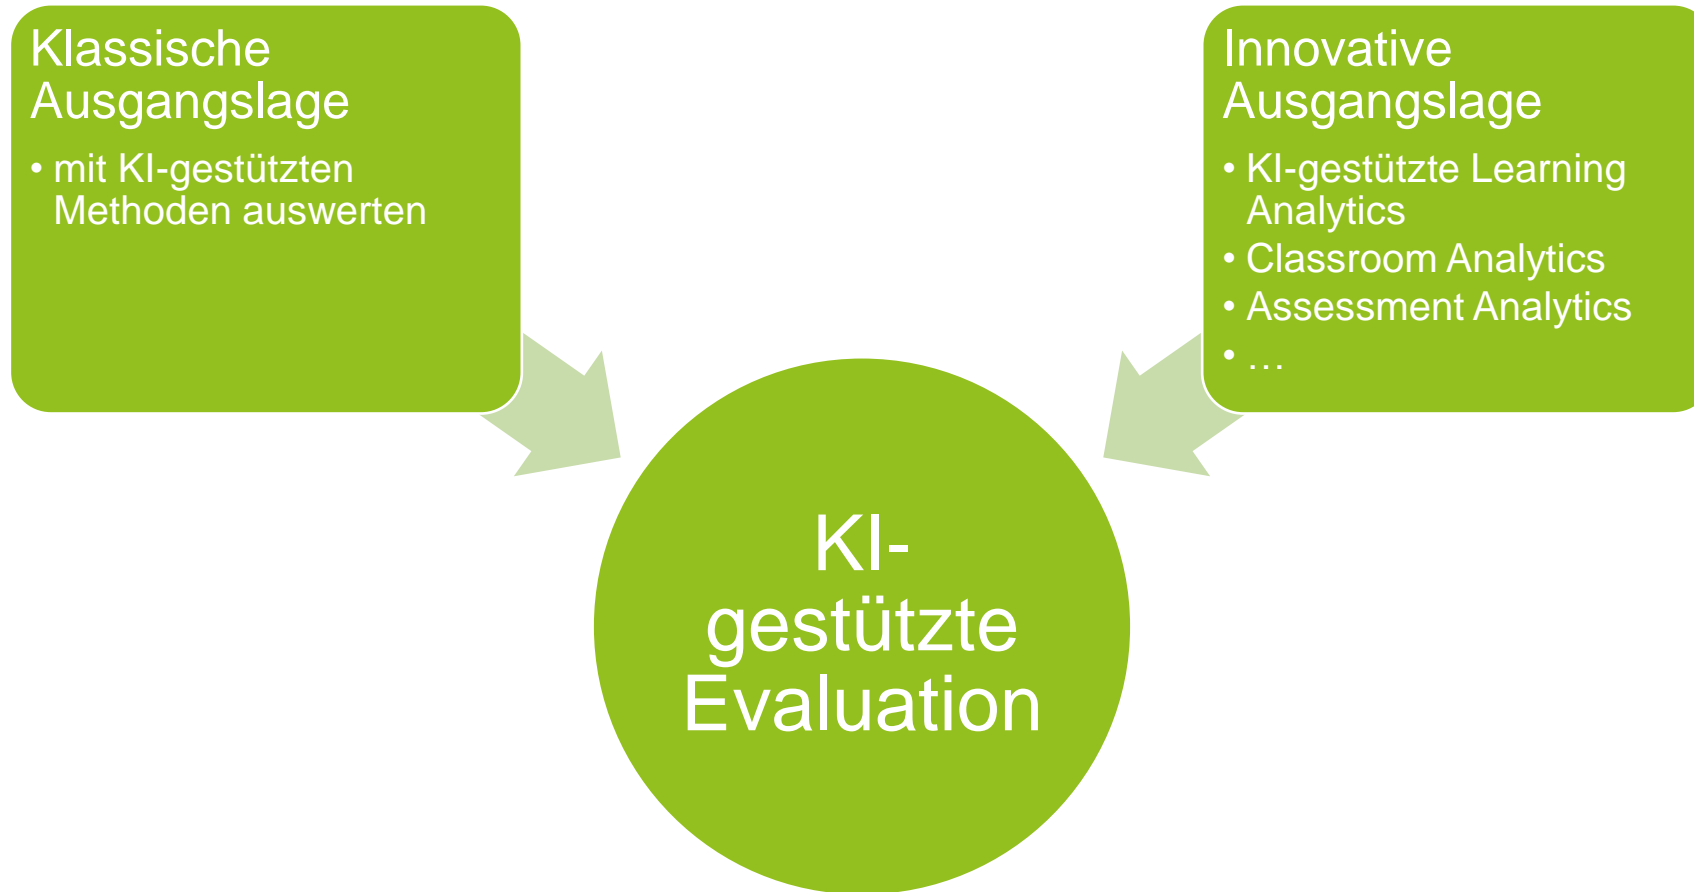 Klassische
Ausgangslage
• mit KI-gestützten
Methoden auswerten
Innovative
Ausgangslage
• KI-gestützte Learning
Analytics
• Classroom Analytics
• Assessment Analytics
• …
KI-
gestützte
Evaluation